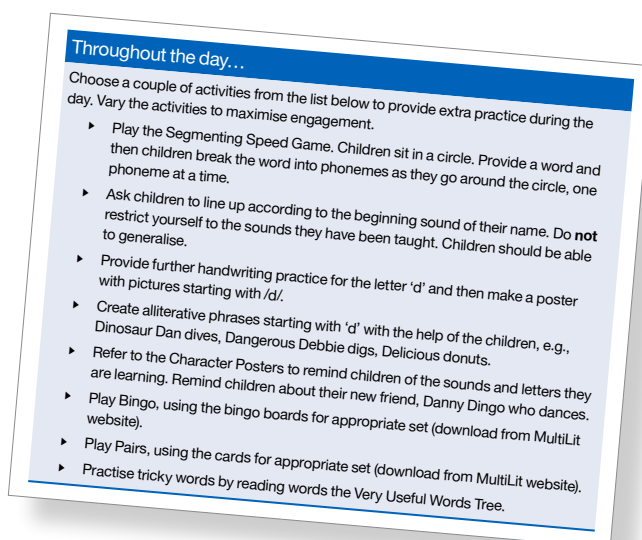 Throughout the day...
Choose a couple of activities from the list below to provide extra practice during the
day. Vary the activities to maximise engagement.
‣ Play the Segmenting Speed Game. Children sit in a circle. Provide a word and
then children break the word into phonemes as they go around the circle, one
phoneme at a time.
‣ Ask children to line up according to the beginning sound of their name. Do not
restrict yourself to the sounds they have been taught. Children should be able
to generalise.
‣ Provide further handwriting practice for the letter ‘d’ and then make a poster
with pictures starting with /d/.
‣ Create alliterative phrases starting with ‘d’ with the help of the children, e.g.,
Dinosaur Dan dives, Dangerous Debbie digs, Delicious donuts.
‣ Refer to the Character Posters to remind children of the sounds and letters they
are learning. Remind children about their new friend, Danny Dingo who dances.
‣ Play Bingo, using the bingo boards for appropriate set (download from MultiLit
website).
‣ Play Pairs, using the cards for appropriate set (download from MultiLit website).
‣ Practise tricky words by reading words the Very Useful Words Tree.